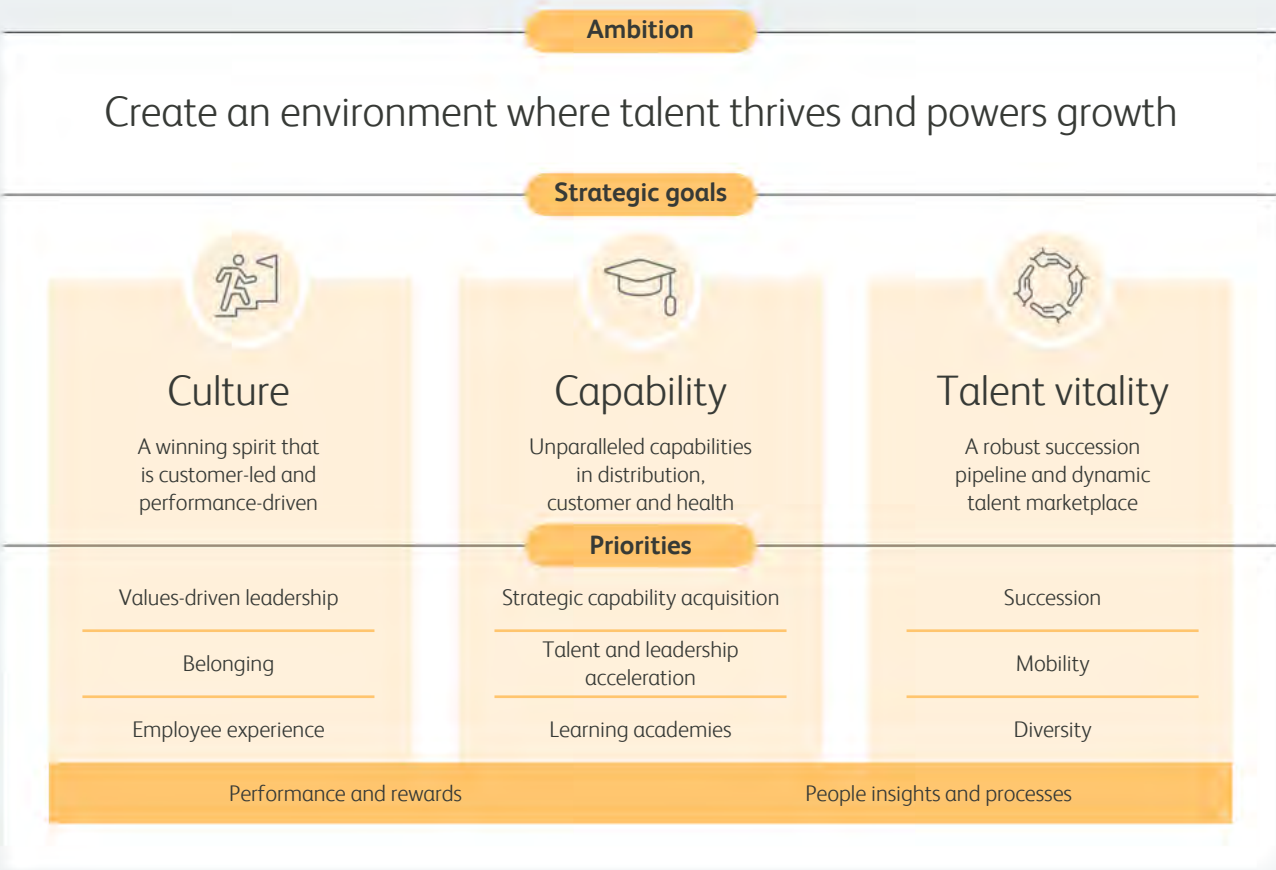 Ambition
Create an environment where talent thrives and powers growth
Strategic goals
Culture
A winning spirit that
is customer-led and
performance-driven
Capability
Unparalleled capabilities
in distribution,
customer and health
Talent vitality
A robust succession
pipeline and dynamic
talent marketplace
Priorities
Values-driven leadership
Belonging
Employee experience
Strategic capability acquisition
Talent and leadership
acceleration
Learning academies
Succession
Mobility
Diversity
Performance and rewards
People insights and processes